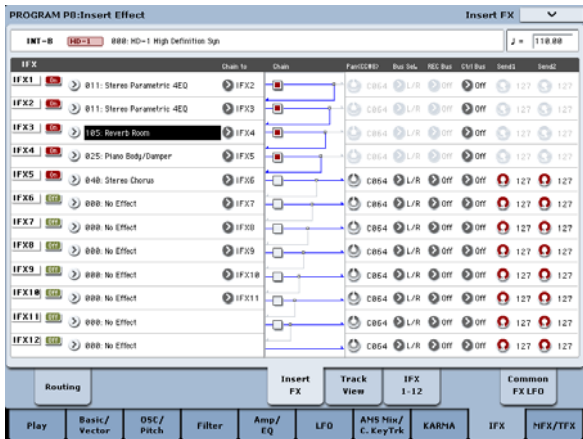 PROGRAM P8:Insert Effect Insert FX
INT-B HD-1 000: HD-1 High Definition Syn ♩ = 110.00
IFX Chain to Chain Pan(CC#8) Bus Sel. REC Bus Ctrl Bus Send1 Send2
IFX1 On 011: Stereo Parametric 4EQ IFX2 C064 L/R Off Off 127 127
IFX2 On 011: Stereo Parametric 4EQ IFX3 C064 L/R Off Off 127 127
IFX3 On 105: Reverb Room IFX4 C064 L/R Off Off 127 127
IFX4 On 025: Piano Body/Damper IFX5 C064 L/R Off Off 127 127
IFX5 On 040: Stereo Chorus IFX6 C064 L/R Off Off 127 127
IFX6 Off 000: No Effect IFX7 C064 L/R Off Off 127 127
IFX7 Off 000: No Effect IFX8 C064 L/R Off Off 127 127
IFX8 Off 000: No Effect IFX9 C064 L/R Off Off 127 127
IFX9 Off 000: No Effect IFX10 C064 L/R Off Off 127 127
IFX10 Off 000: No Effect IFX11 C064 L/R Off Off 127 127
IFX11 Off 000: No Effect C064 L/R Off Off 127 127
IFX12 Off 000: No Effect C064 L/R Off Off 127 127
Routing Insert FX Track View IFX 1-12 Common FX LFO
Play Basic/Vector OSC/Pitch Filter Amp/EQ LFO AMS Mix/C.KeyTrk KARMA IFX MFX/TFX